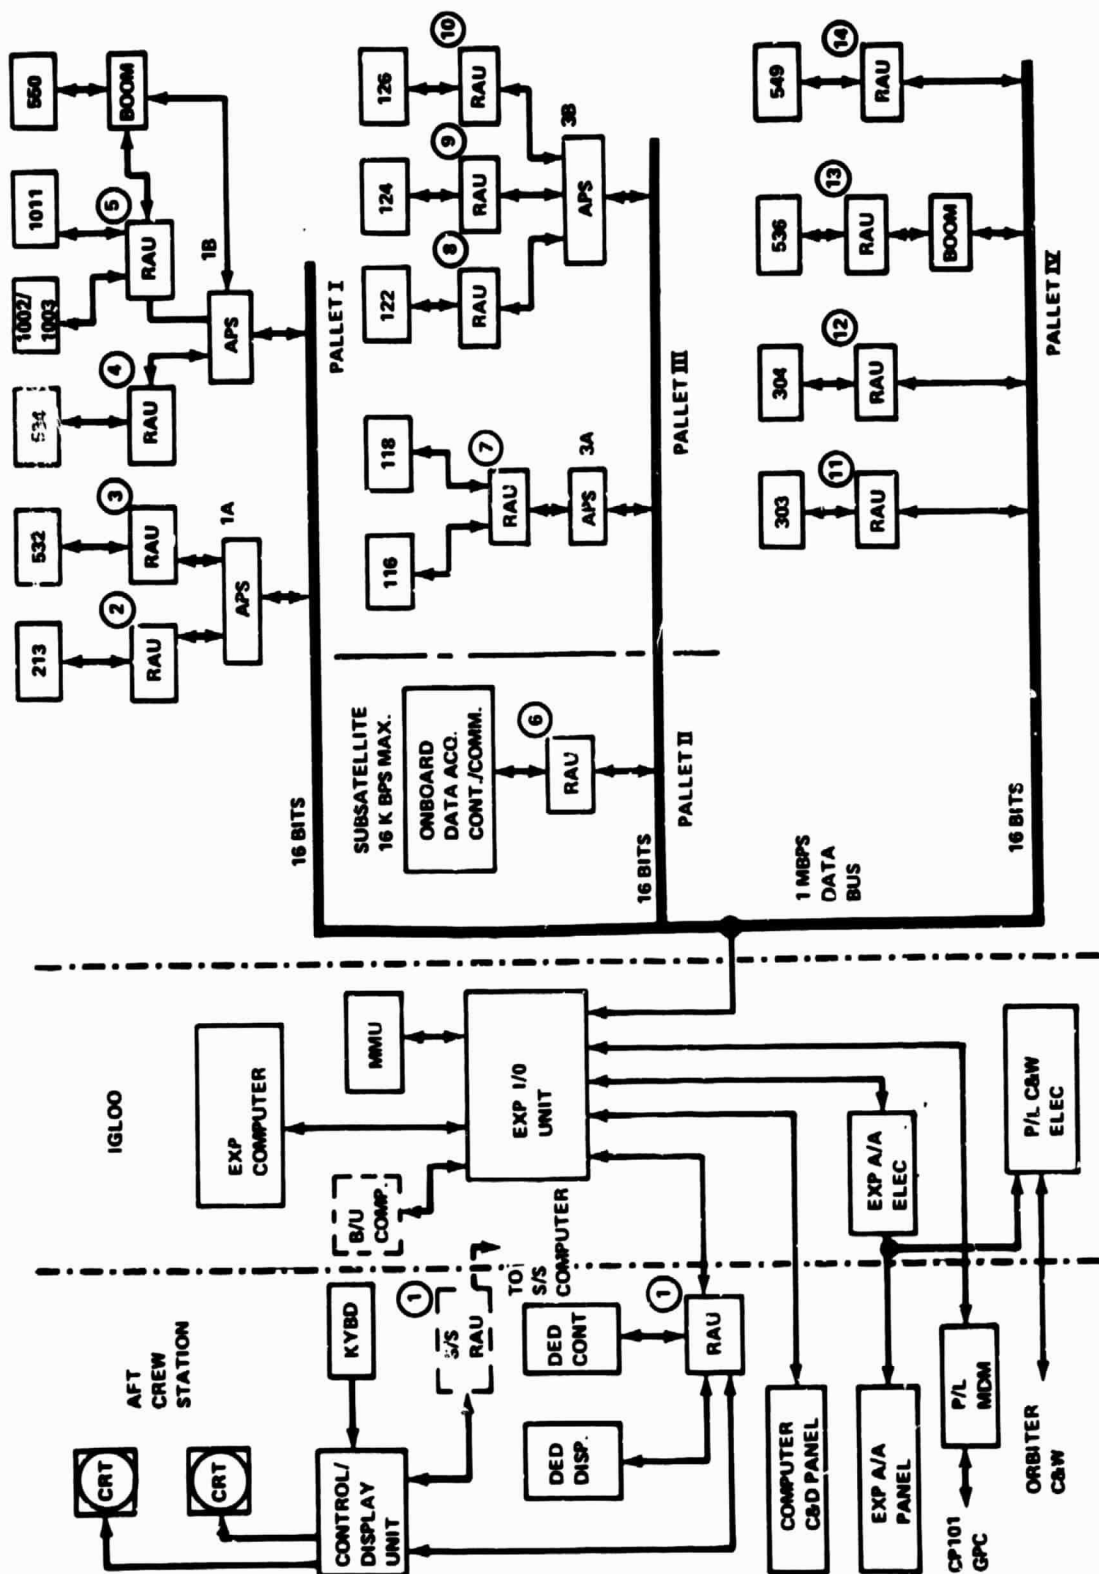 AFT
CREW
STATION
CRT
CRT
CONTROL/
DISPLAY
UNIT
KYBD
1
S/S
RAU
TO
S/S
COMPUTER
DED
CONT
1
DED
DISP.
RAU
COMPUTER
C&D PANEL
EXP A/A
PANEL
P/L
MDM
CP101
GPC
ORBITER
C&W
IGLOO
EXP
COMPUTER
MMU
B/U
COMP.
EXP I/O
UNIT
EXP A/A
ELEC
P/L C&W
ELEC
213
532
534
1002/
1003
1011
550
2
RAU
3
RAU
4
RAU
5
RAU
BOOM
1A
APS
1B
APS
16 BITS
PALLET I
SUBSATELLITE
16 K BPS MAX.
ONBOARD
DATA ACQ.
CONT./COMM.
6
RAU
116
118
7
RAU
3A
APS
122
124
126
8
RAU
9
RAU
10
RAU
3B
APS
16 BITS
PALLET II
PALLET III
1 MBPS
DATA
BUS
303
304
536
549
11
RAU
12
RAU
13
RAU
14
RAU
BOOM
16 BITS
PALLET IV